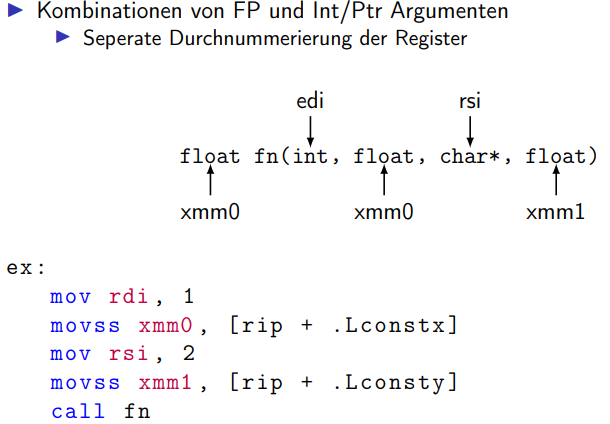 Kombinationen von FP und Int/Ptr Argumenten
Seperate Durchnummerierung der Register
edi rsi
float fn(int, float, char*, float)
xmm0 xmm0 xmm1
ex:
mov rdi, 1
movss xmm0, [rip + .Lconstx]
mov rsi, 2
movss xmm1, [rip + .Lconsty]
call fn